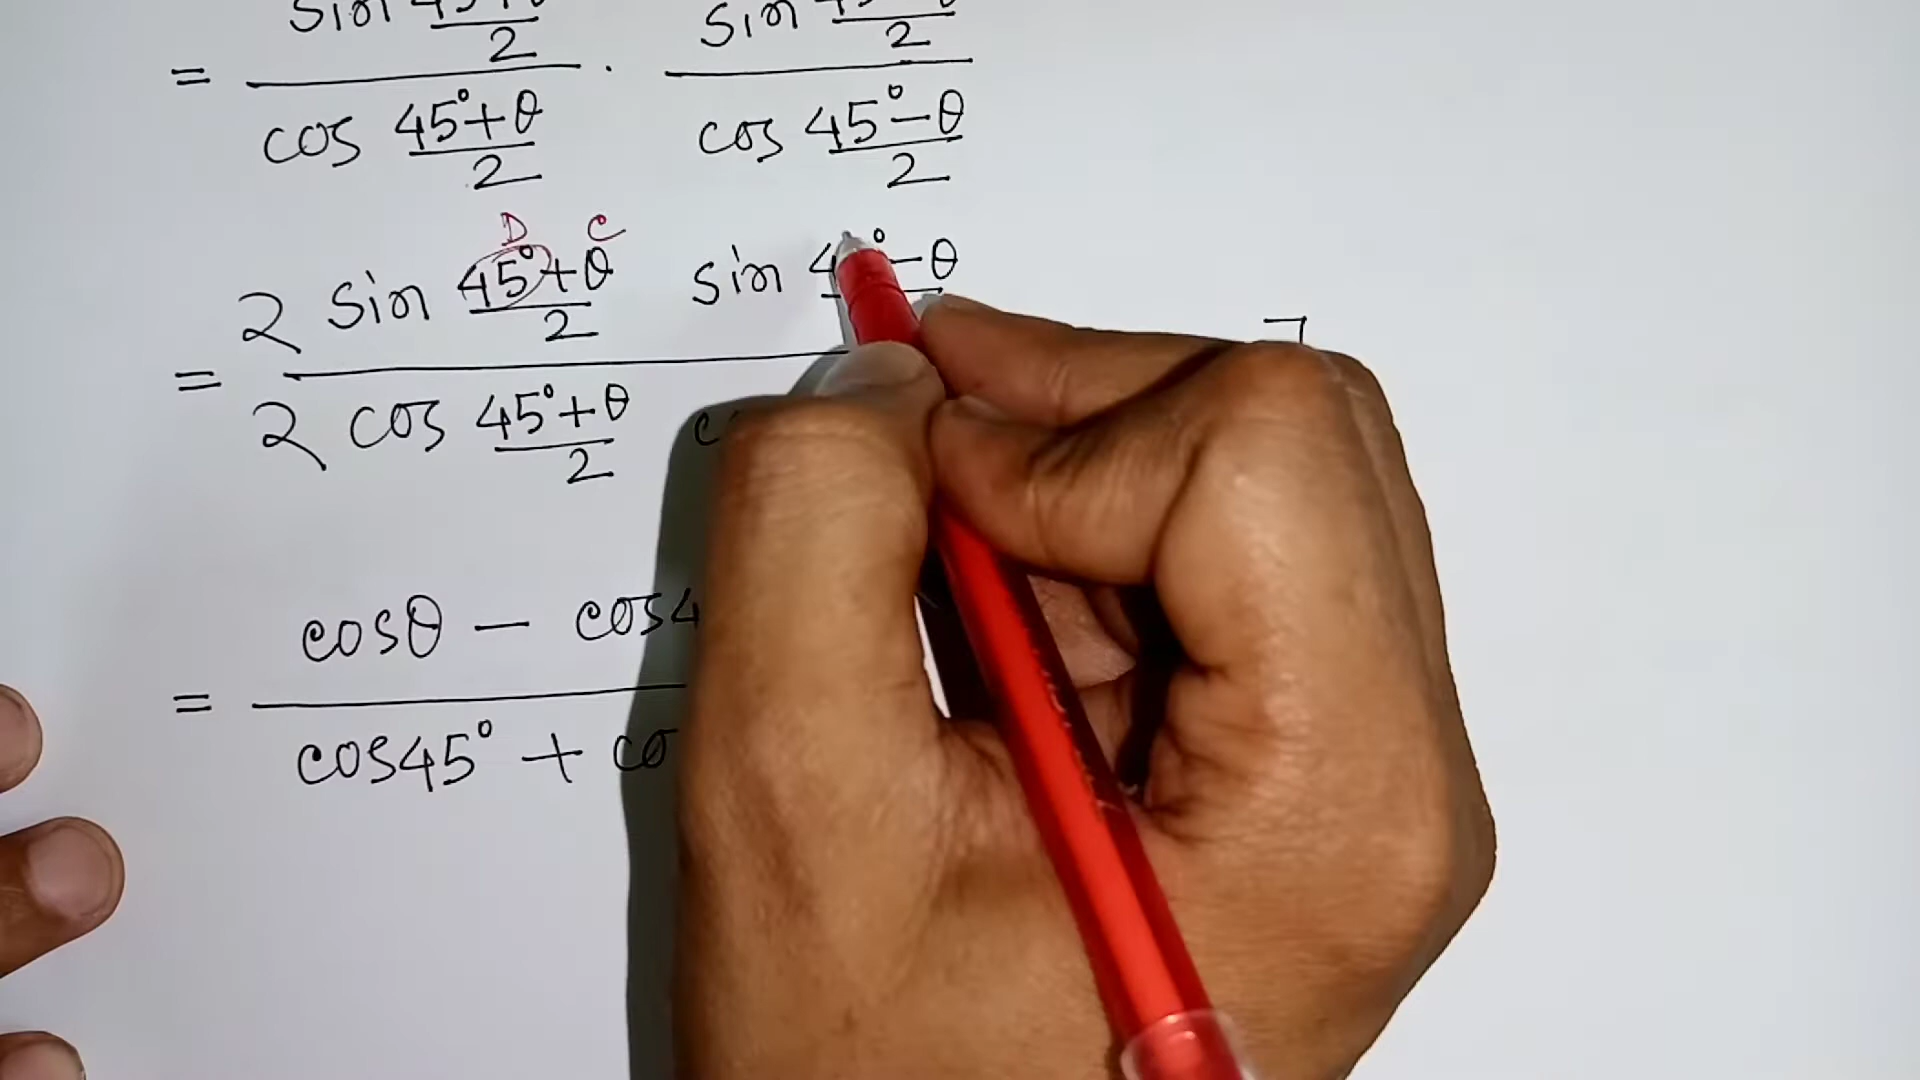 = sin 45°+θ/2 / cos 45°+θ/2 · sin 45°-θ/2 / cos 45°-θ/2
D C
= 2 sin 45°+θ/2 sin 4 °-θ / 2 cos 45°+θ/2
= cosθ - cos4 / cos45° + co